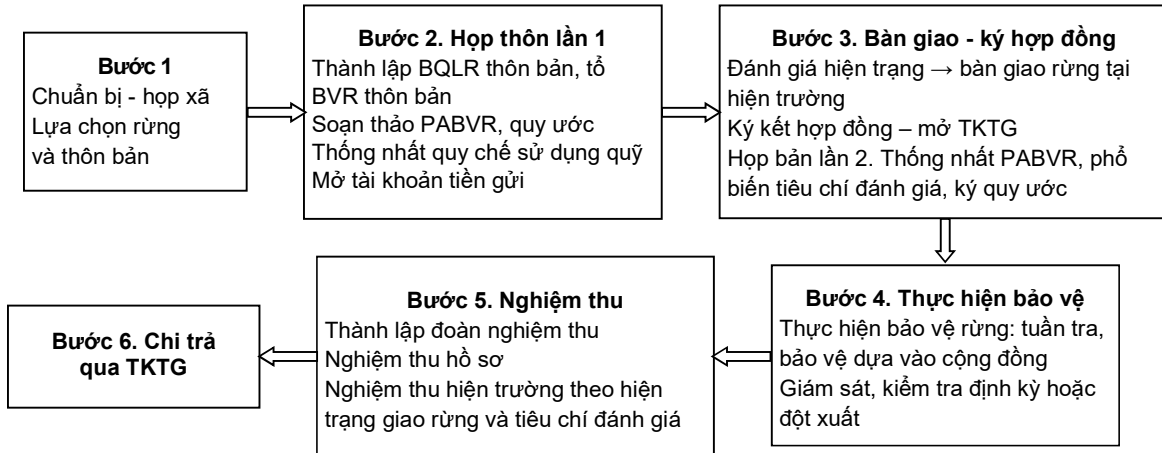 Bước 1
Chuẩn bị - họp xã
Lựa chọn rừng
và thôn bản
Bước 2. Họp thôn lần 1
Thành lập BQLR thôn bản, tổ
BVR thôn bản
Soạn thảo PABVR, quy ước
Thống nhất quy chế sử dụng quỹ
Mở tài khoản tiền gửi
Bước 3. Bàn giao - ký hợp đồng
Đánh giá hiện trạng → bàn giao rừng tại
hiện trường
Ký kết hợp đồng – mở TKTG
Họp bản lần 2. Thống nhất PABVR, phổ
biến tiêu chí đánh giá, ký quy ước
Bước 4. Thực hiện bảo vệ
Thực hiện bảo vệ rừng: tuần tra,
bảo vệ dựa vào cộng đồng
Giám sát, kiểm tra định kỳ hoặc
đột xuất
Bước 5. Nghiệm thu
Thành lập đoàn nghiệm thu
Nghiệm thu hồ sơ
Nghiệm thu hiện trường theo hiện
trạng giao rừng và tiêu chí đánh giá
Bước 6. Chi trả
qua TKTG